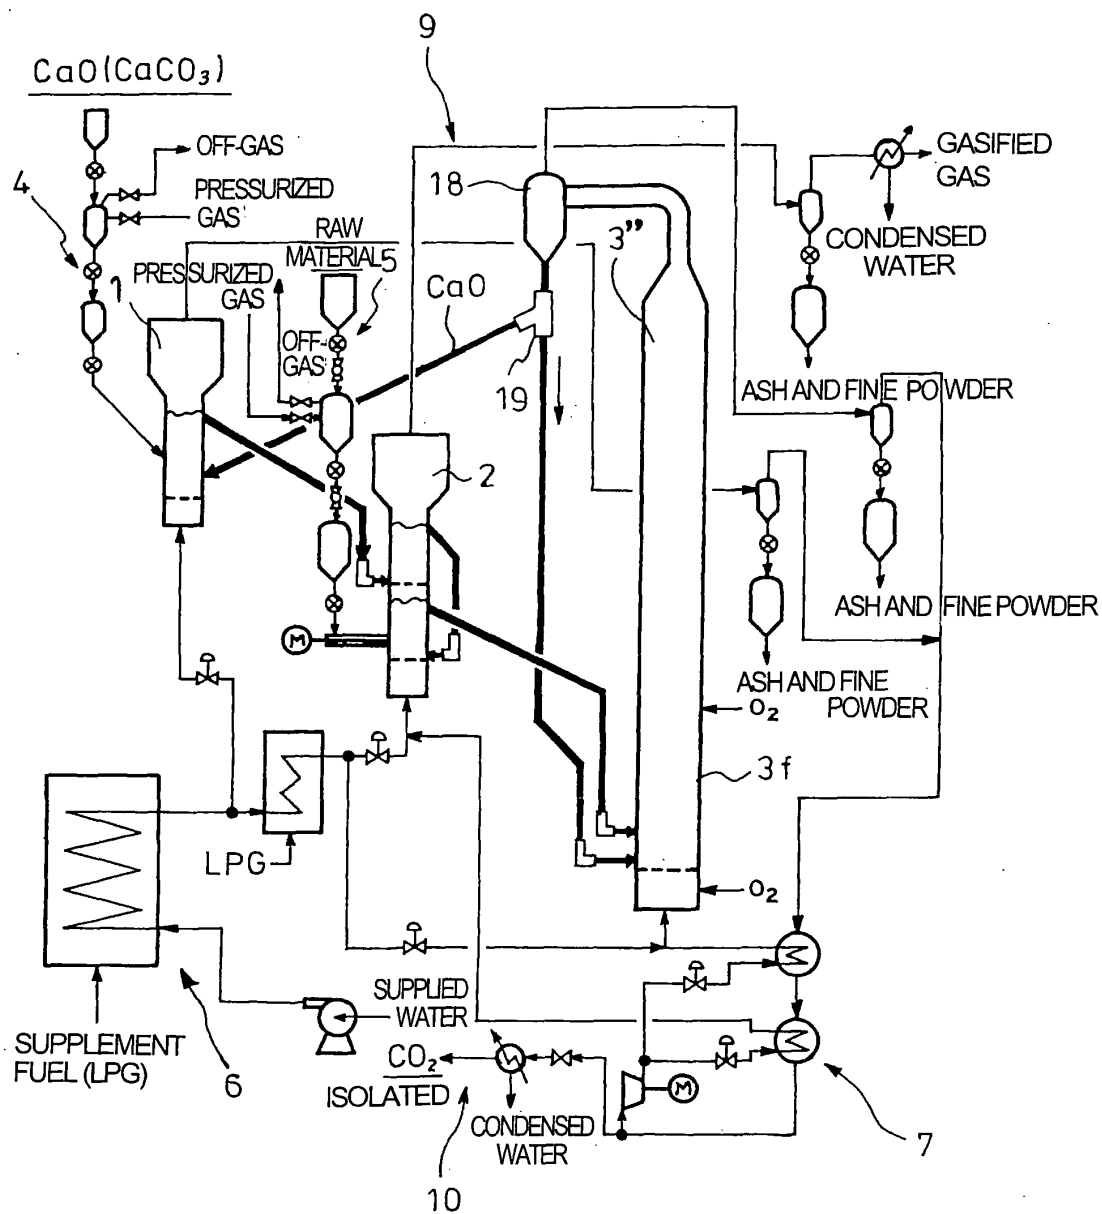 9
CaO(CaCO₃)
OFF-GAS
4
PRESSURIZED
GAS
18
GASIFIED
GAS
CONDENSED
WATER
RAW
MATERIAL
5
3”
PRESSURIZED
GAS
1
CaO
OFF-
GAS
19
ASH AND FINE POWDER
2
ASH AND FINE POWDER
M
ASH AND FINE
POWDER
O₂
3f
LPG
O₂
SUPPLIED
WATER
SUPPLEMENT
FUEL (LPG)
6
CO₂
ISOLATED
M
CONDENSED
WATER
7
10